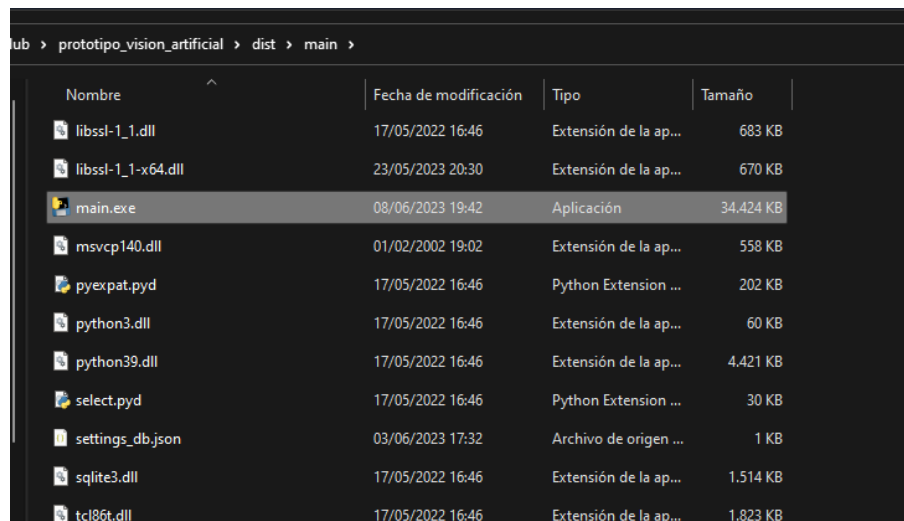 lub > prototipo_vision_artificial > dist > main >
Nombre Fecha de modificación Tipo Tamaño
libssl-1_1.dll 17/05/2022 16:46 Extensión de la ap... 683 KB
libssl-1_1-x64.dll 23/05/2023 20:30 Extensión de la ap... 670 KB
main.exe 08/06/2023 19:42 Aplicación 34.424 KB
msvcp140.dll 01/02/2002 19:02 Extensión de la ap... 558 KB
pyexpat.pyd 17/05/2022 16:46 Python Extension ... 202 KB
python3.dll 17/05/2022 16:46 Extensión de la ap... 60 KB
python39.dll 17/05/2022 16:46 Extensión de la ap... 4.421 KB
select.pyd 17/05/2022 16:46 Python Extension ... 30 KB
settings_db.json 03/06/2023 17:32 Archivo de origen ... 1 KB
sqlite3.dll 17/05/2022 16:46 Extensión de la ap... 1.514 KB
tcl86t.dll 17/05/2022 16:46 Extensión de la ap... 1.823 KB